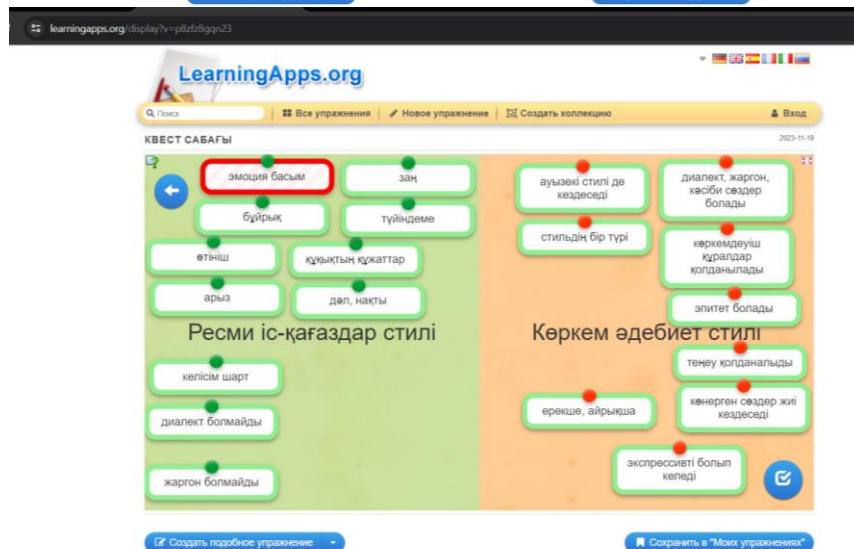 learningapps.org/display?v=p8zfz8gqn23
LearningApps.org
Поиск
Все упражнения
Новое упражнение
Создать коллекцию
Вход
КВЕСТ САБАҒЫ
2023-11-19
эмоция басым
заң
бұйрық
түйіндеме
өтініш
құқықтық құжаттар
арыз
дәл, нақты
Ресми іс-қағаздар стилі
келісім шарт
диалект болмайды
жаргон болмайды
ауызекі стилі де
кездеседі
диалект, жаргон,
кәсіби сөздер
болады
стильдің бір түрі
көркемдеуіш
құралдар
қолданылады
эпитет болады
Көркем әдебиет стилі
теңеу қолданалыды
ерекше, айрықша
көнерген сөздер жиі
кездеседі
экспрессивті болып
келеді
Создать подобное упражнение
Сохранить в "Моих упражнениях"